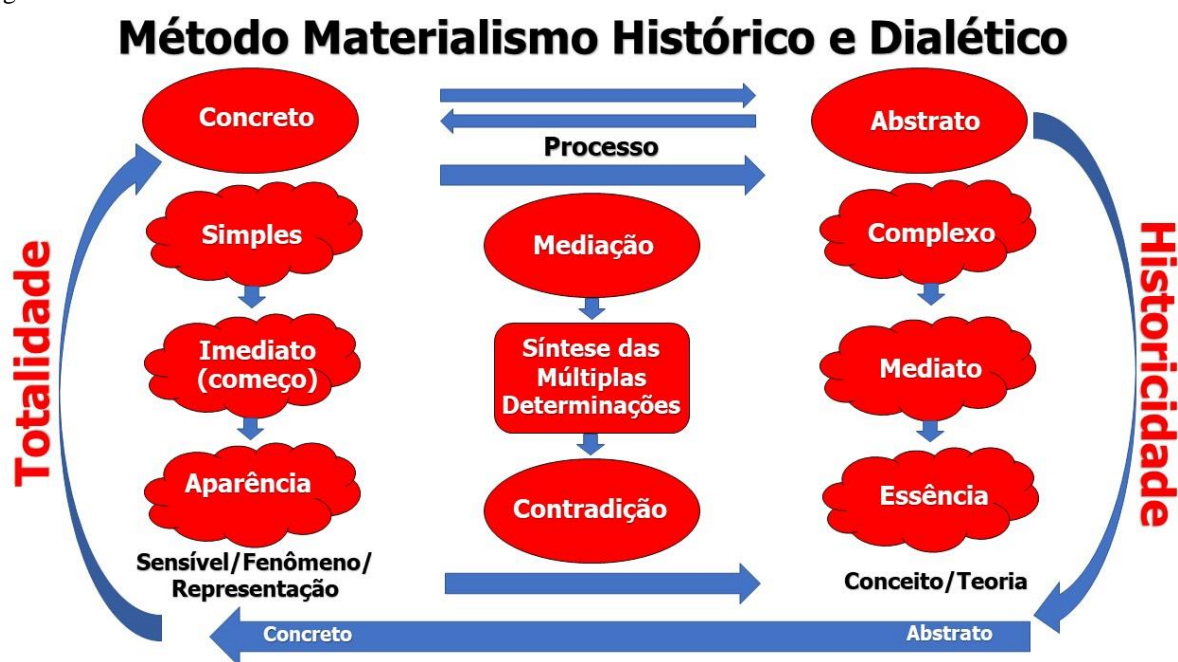 Método Materialismo Histórico e Dialético
Concreto
Abstrato
Processo
Simples
Mediação
Complexo
Totalidade
Historicidade
Imediato
(começo)
Síntese das
Múltiplas
Determinações
Mediato
Aparência
Contradição
Essência
Sensível/Fenômeno/
Representação
Conceito/Teoria
Concreto
Abstrato